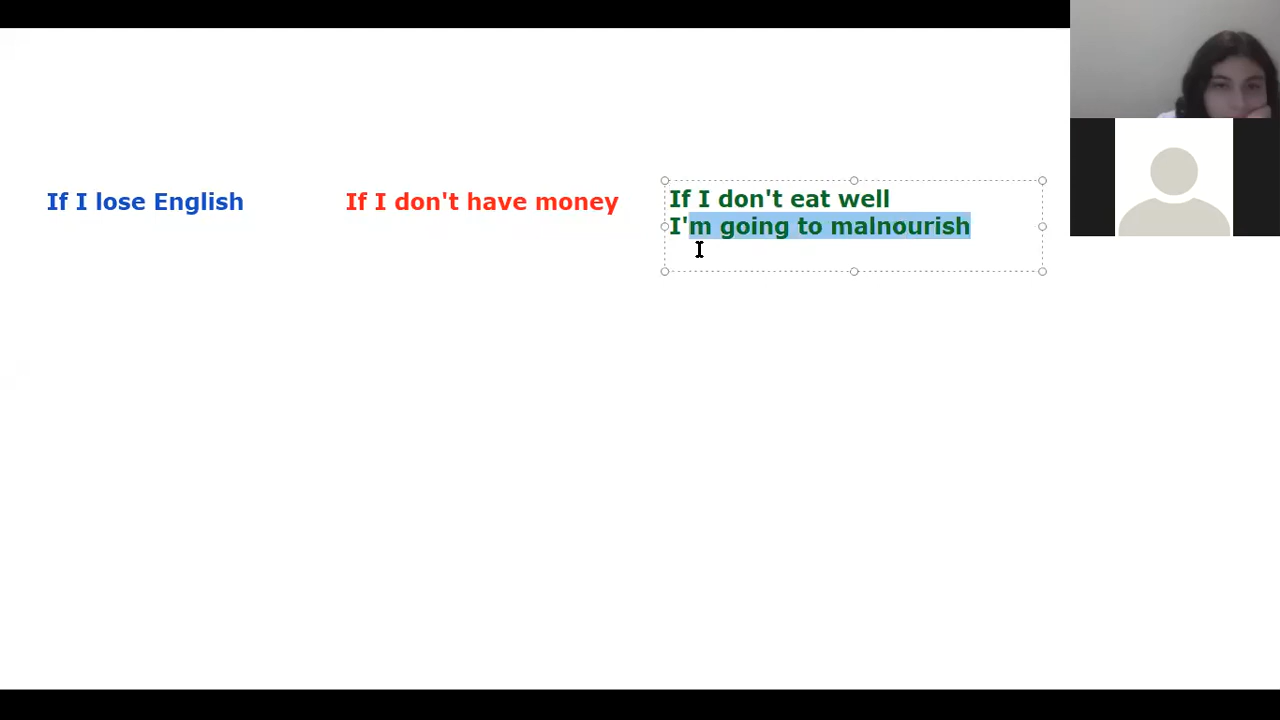 If I lose English
If I don't have money
If I don't eat well
I'm going to malnourish